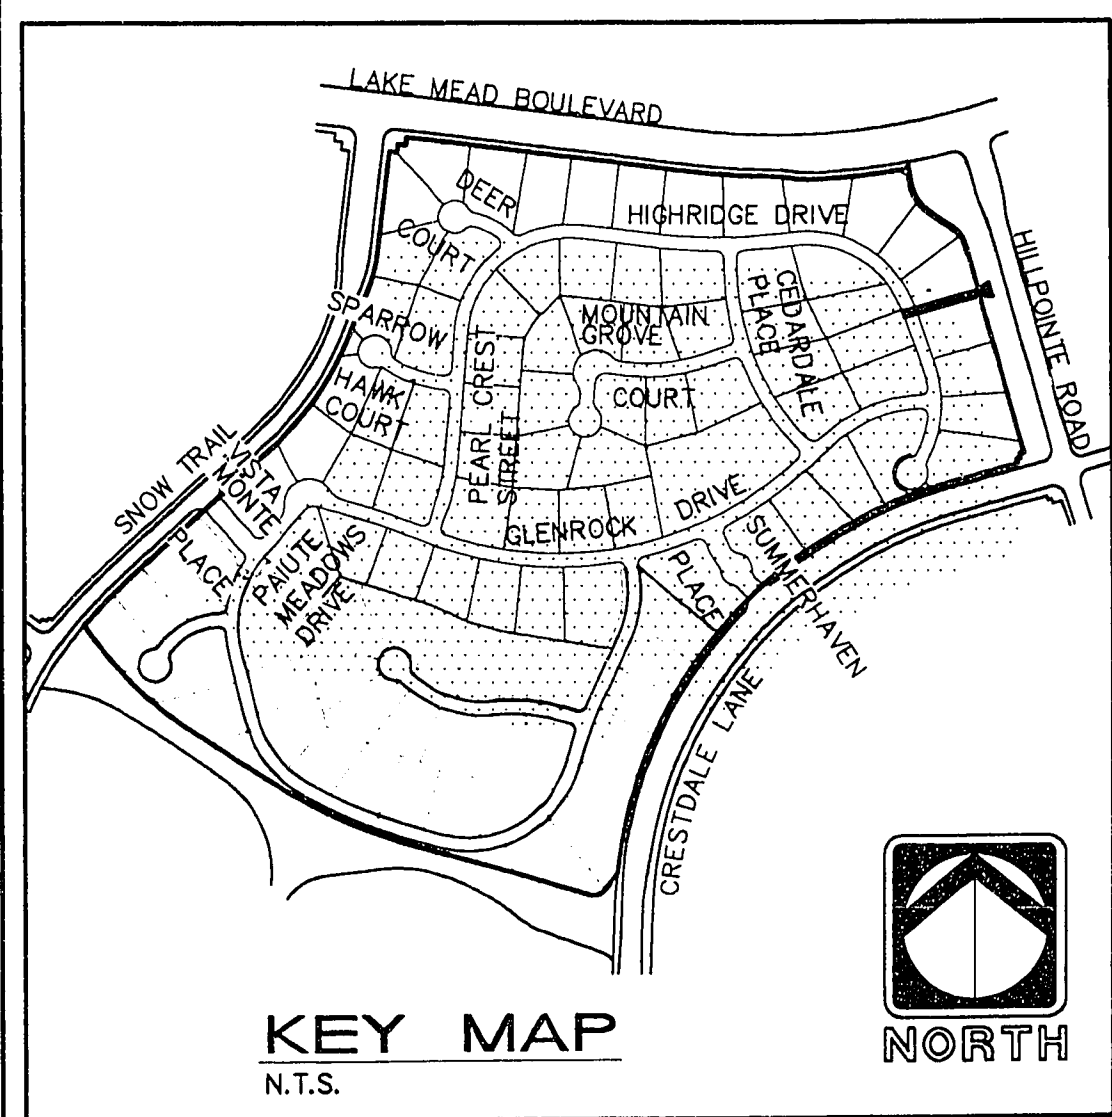 LAKE MEAD BOULEVARD
DEER
COURT
HIGHRIDGE DRIVE
HILLPOINTE ROAD
CEDARDALE
PLACE
SPARROW
HAWK
COURT
MOUNTAIN
GROVE
COURT
PEARL CREST
STREET
SNOW TRAIL
VISTA
MONTE
PLACE
GLENROCK
DRIVE
PAIUTE
MEADOWS
DRIVE
SUMMERHAVEN
PLACE
CRESTDALE LANE
KEY MAP
N.T.S.
NORTH